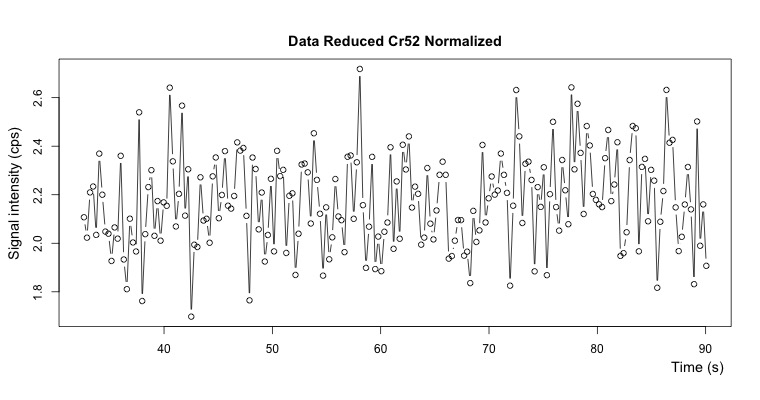 Data Reduced Cr52 Normalized
Signal intensity (cps)
2.6
2.4
2.2
2.0
1.8
40 50 60 70 80 90
Time (s)